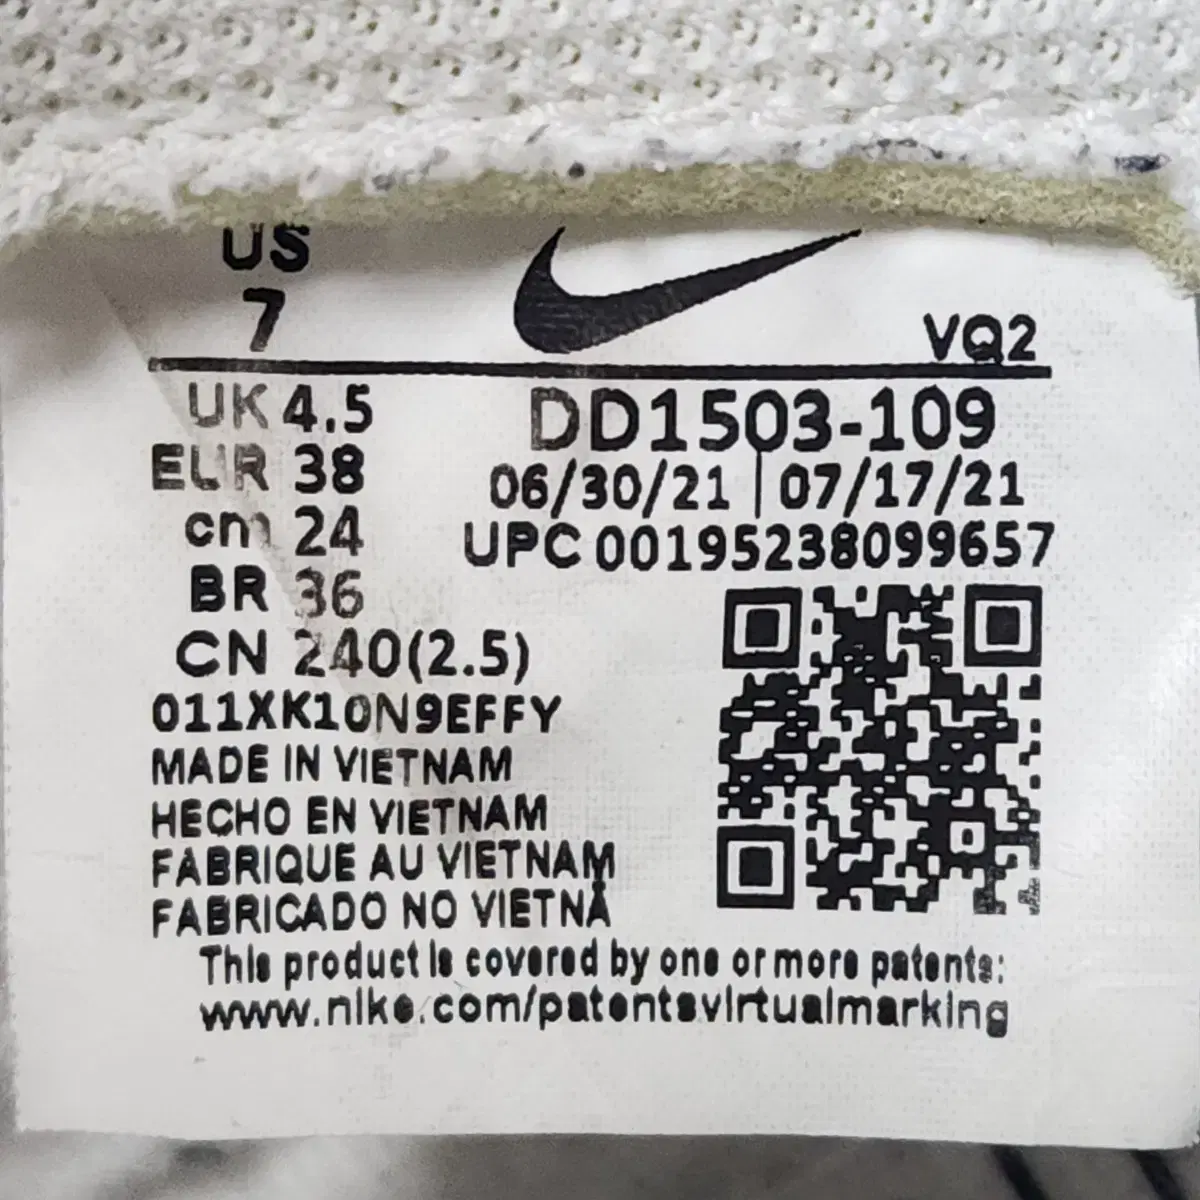 US
7
VQ2
UK 4.5
EUR 38
cm 24
BR 36
CN 240(2.5)
DD1503-109
06/30/21 | 07/17/21
UPC 00195238099657
011XK10N9EFFY
MADE IN VIETNAM
HECHO EN VIETNAM
FABRIQUE AU VIETNAM
FABRICADO NO VIETNÃ
This product is covered by one or more patents:
www.nike.com/patentsvirtualmarking